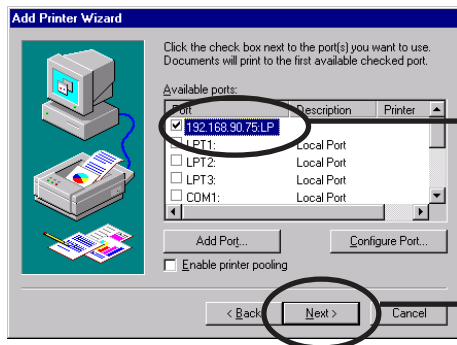 Add Printer Wizard
Click the check box next to the port(s) you want to use.
Documents will print to the first available checked port.
Available ports:
Port Description Printer
192.168.90.75:LP
LPT1: Local Port
LPT2: Local Port
LPT3: Local Port
COM1: Local Port
Add Port... Configure Port...
Enable printer pooling
< Back Next > Cancel